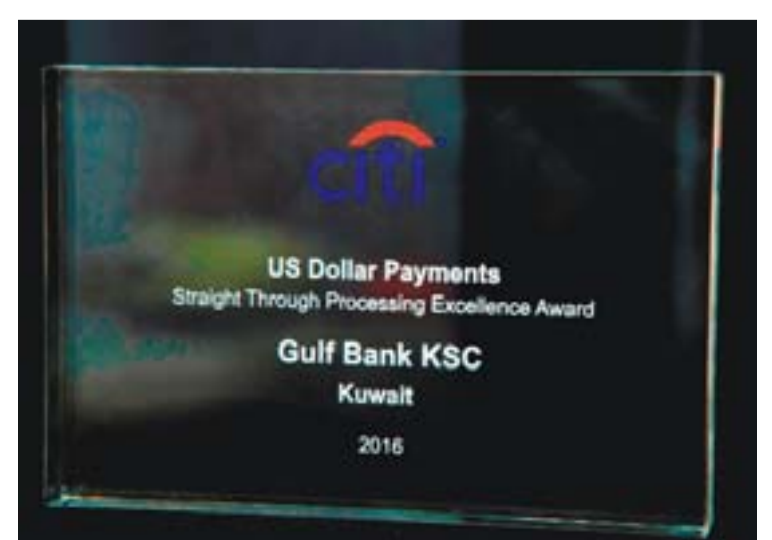 citi
US Dollar Payments
Straight Through Processing Excellence Award
Gulf Bank KSC
Kuwait
2016